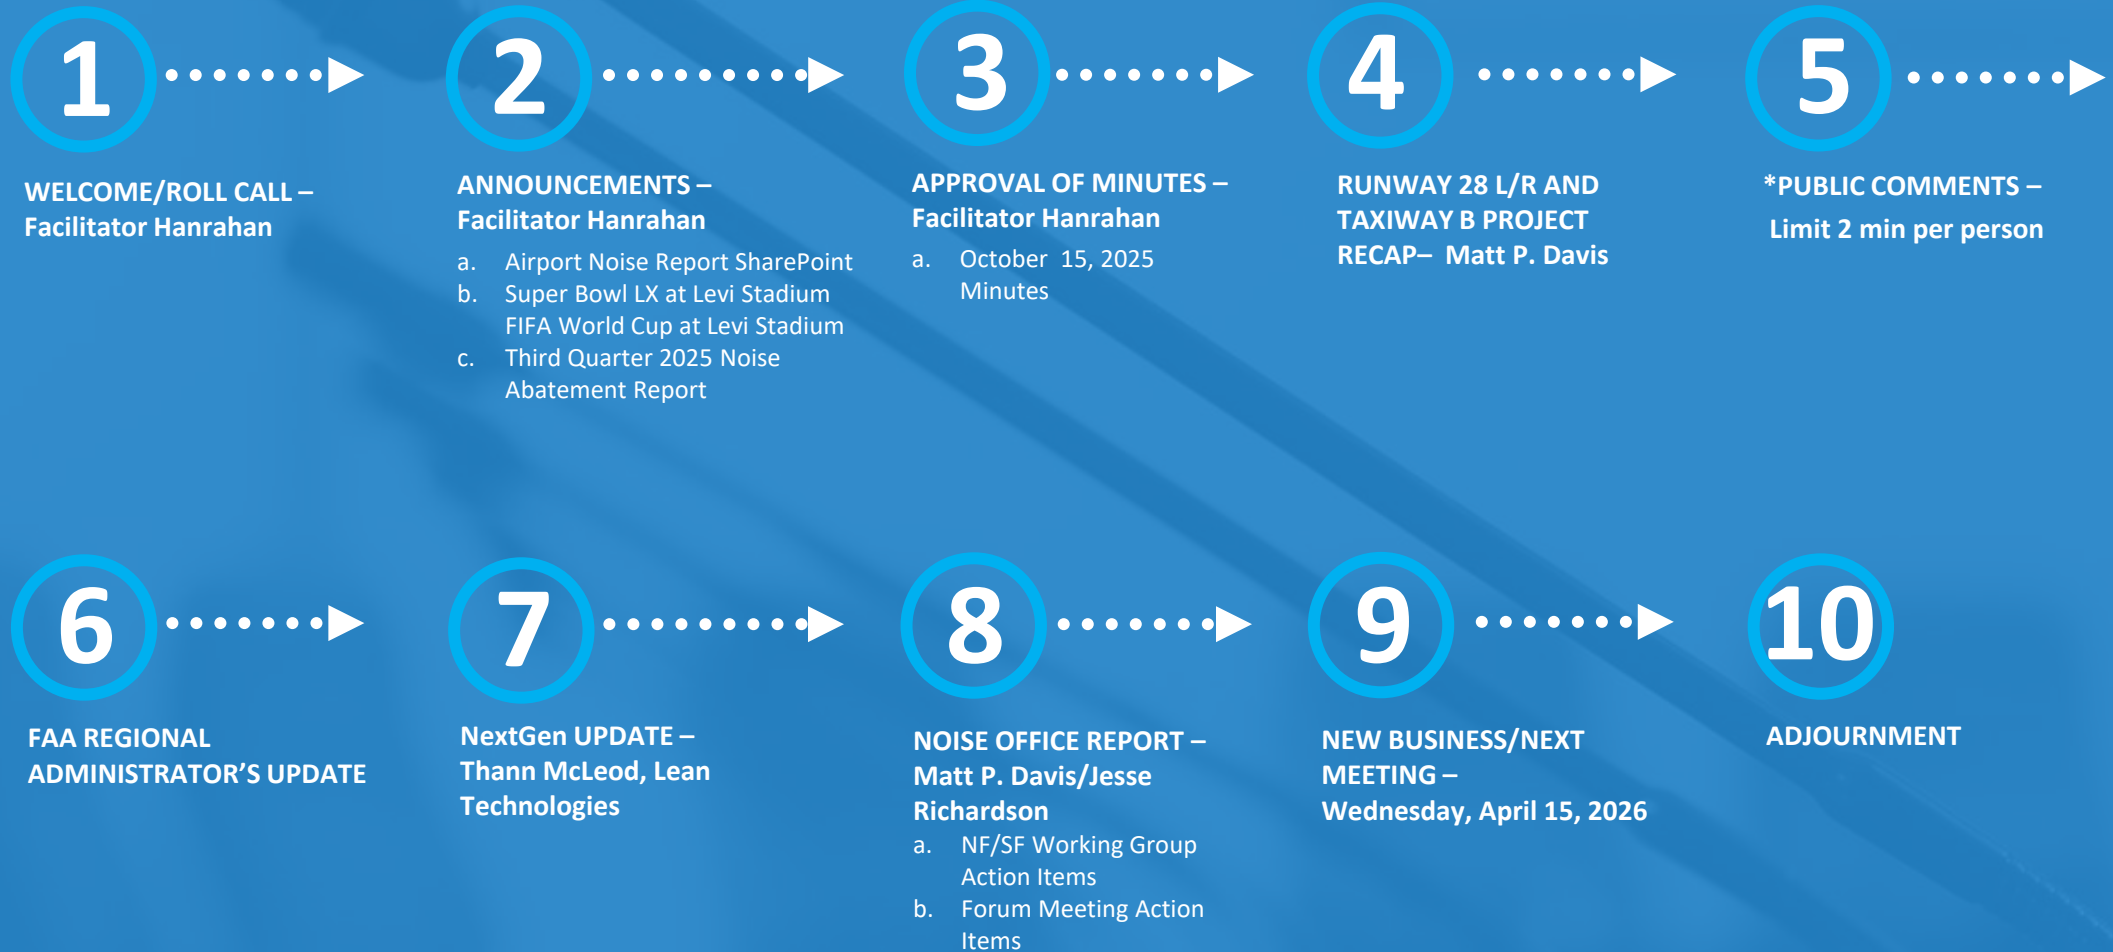 1
WELCOME/ROLL CALL –
Facilitator Hanrahan
2
ANNOUNCEMENTS –
Facilitator Hanrahan
a. Airport Noise Report SharePoint
b. Super Bowl LX at Levi Stadium
FIFA World Cup at Levi Stadium
c. Third Quarter 2025 Noise
Abatement Report
3
APPROVAL OF MINUTES –
Facilitator Hanrahan
a. October 15, 2025
Minutes
4
RUNWAY 28 L/R AND
TAXIWAY B PROJECT
RECAP– Matt P. Davis
5
*PUBLIC COMMENTS –
Limit 2 min per person
6
FAA REGIONAL
ADMINISTRATOR’S UPDATE
7
NextGen UPDATE –
Thann McLeod, Lean
Technologies
8
NOISE OFFICE REPORT –
Matt P. Davis/Jesse
Richardson
a. NF/SF Working Group
Action Items
b. Forum Meeting Action
Items
9
NEW BUSINESS/NEXT
MEETING –
Wednesday, April 15, 2026
10
ADJOURNMENT